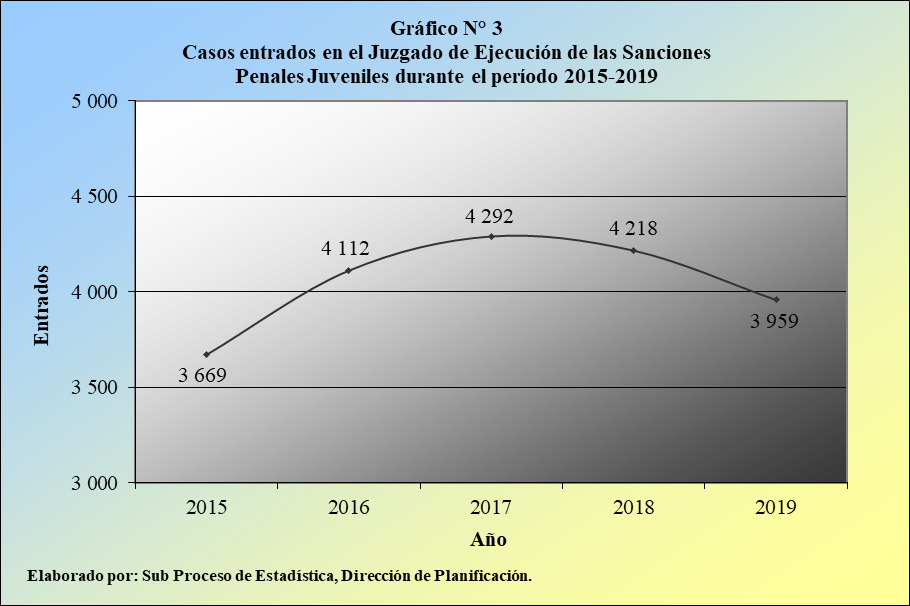 Gráfico N° 3
Casos entrados en el Juzgado de Ejecución de las Sanciones
Penales Juveniles durante el período 2015-2019
5 000
4 500
4 000
3 500
3 000
Entrados
3 669
4 112
4 292
4 218
3 959
2015 2016 2017 2018 2019
Año
Elaborado por: Sub Proceso de Estadística, Dirección de Planificación.